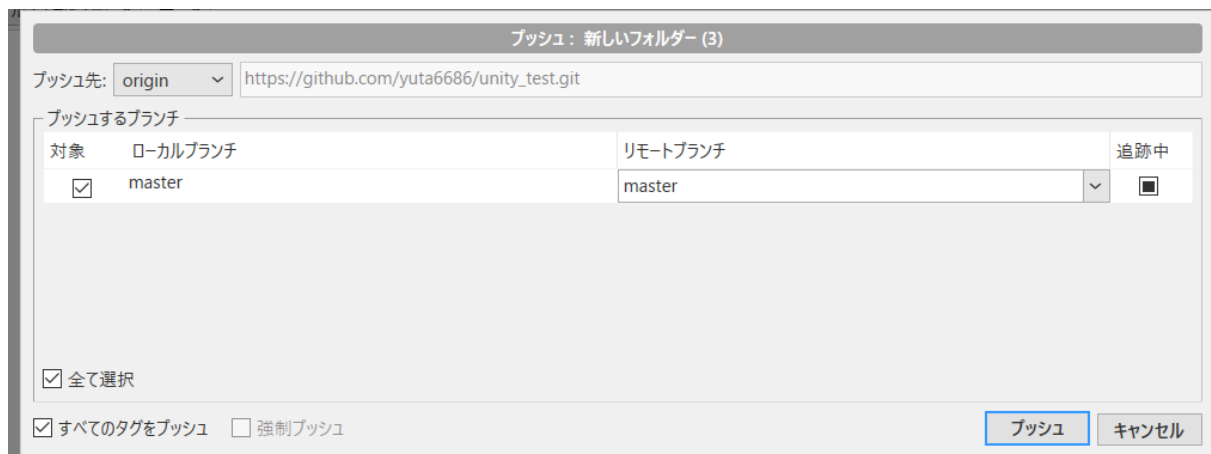 プッシュ： 新しいフォルダー (3)
プッシュ先: origin https://github.com/yuta6686/unity_test.git
プッシュするブランチ
対象 ローカルブランチ リモートブランチ 追跡中
master master
全て選択
すべてのタグをプッシュ 強制プッシュ プッシュ キャンセル